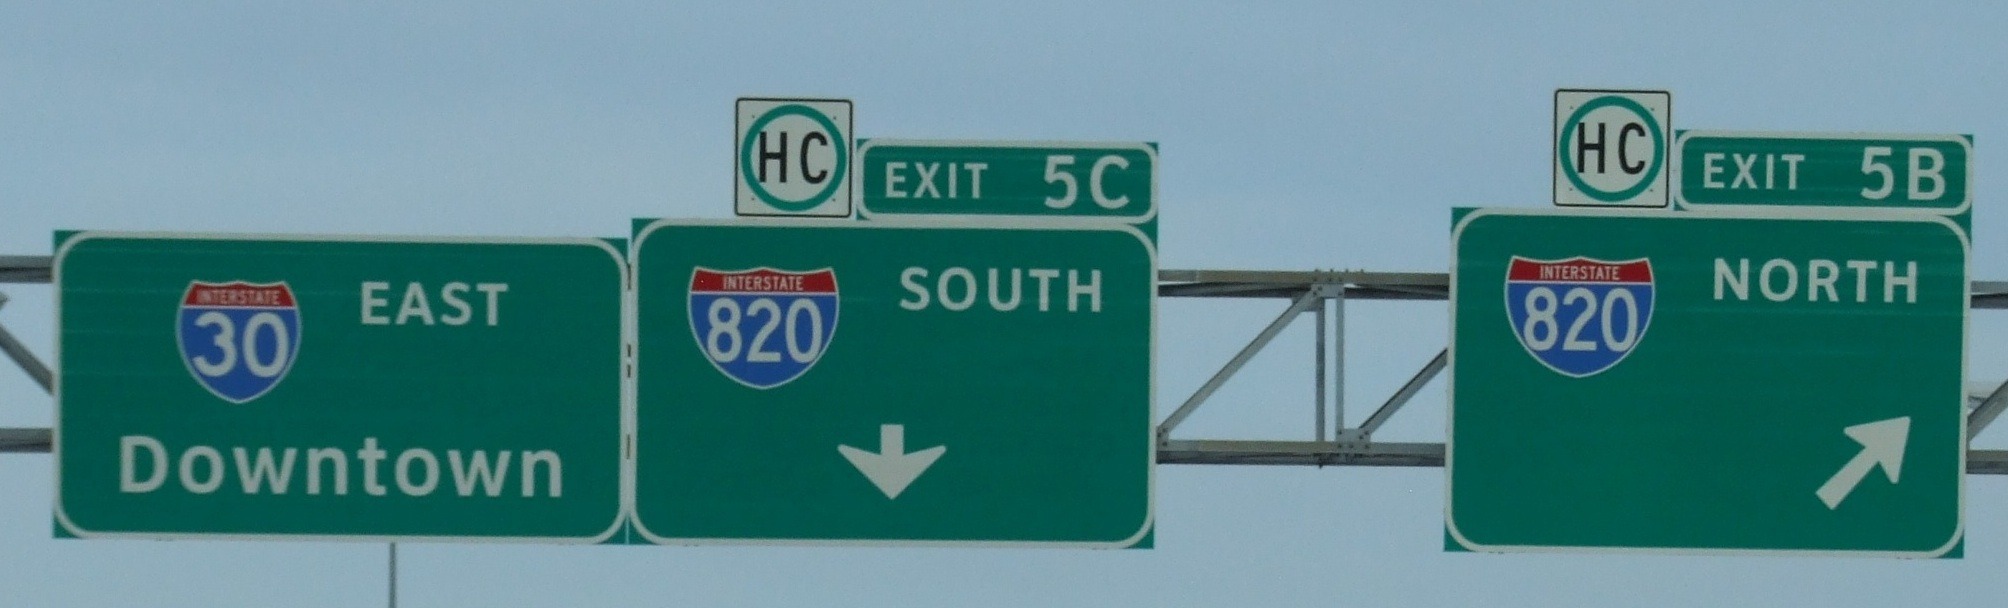 INTERSTATE
30
EAST
Downtown
HC
EXIT 5C
INTERSTATE
820
SOUTH
HC
EXIT 5B
INTERSTATE
820
NORTH